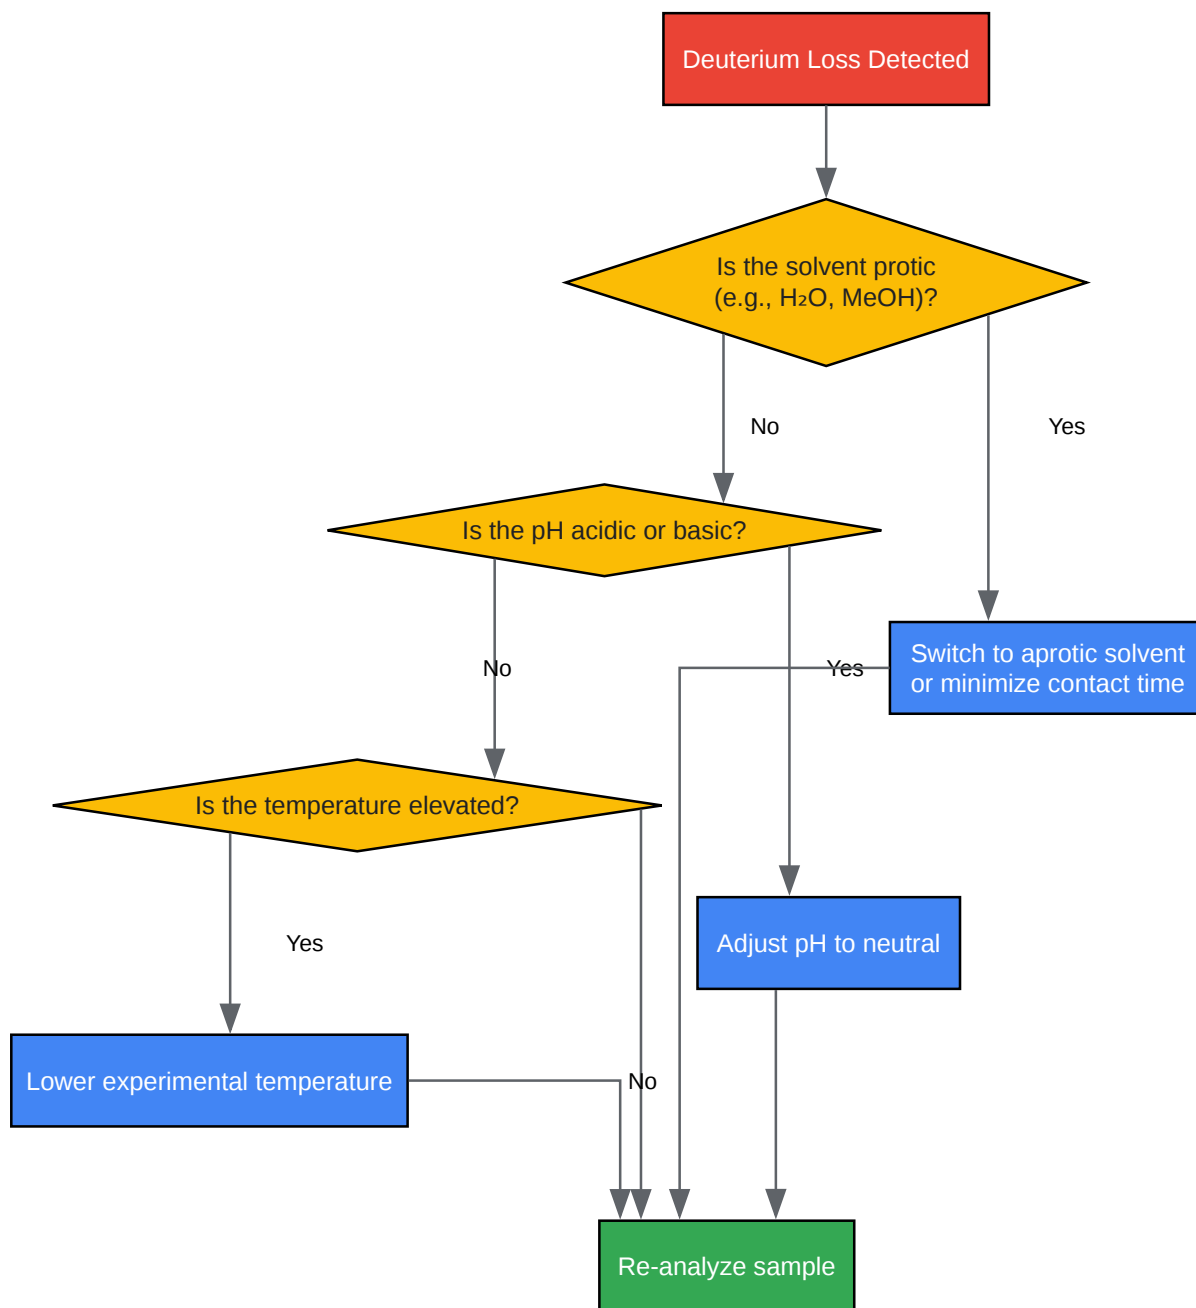 Deuterium Loss Detected
Is the solvent protic
(e.g., H₂O, MeOH)?
No
Yes
Is the pH acidic or basic?
No
Yes
Switch to aprotic solvent
or minimize contact time
Is the temperature elevated?
Yes
Adjust pH to neutral
Lower experimental temperature
No
Re-analyze sample